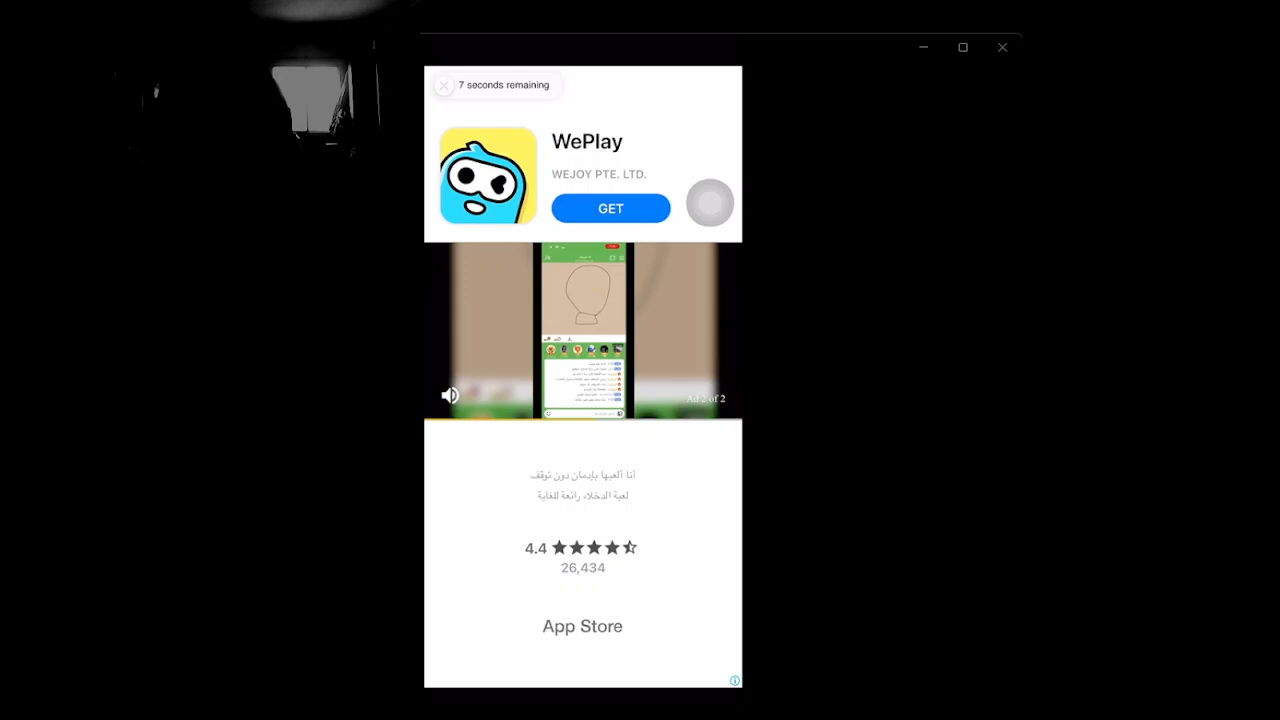 7 seconds remaining
WePlay
WEJOY PTE. LTD.
GET
Ad 2 of 2
أنا ألعبها بإدمان دون توقف
لعبة الدخلاء رائعة للغاية
4.4
26,434
App Store